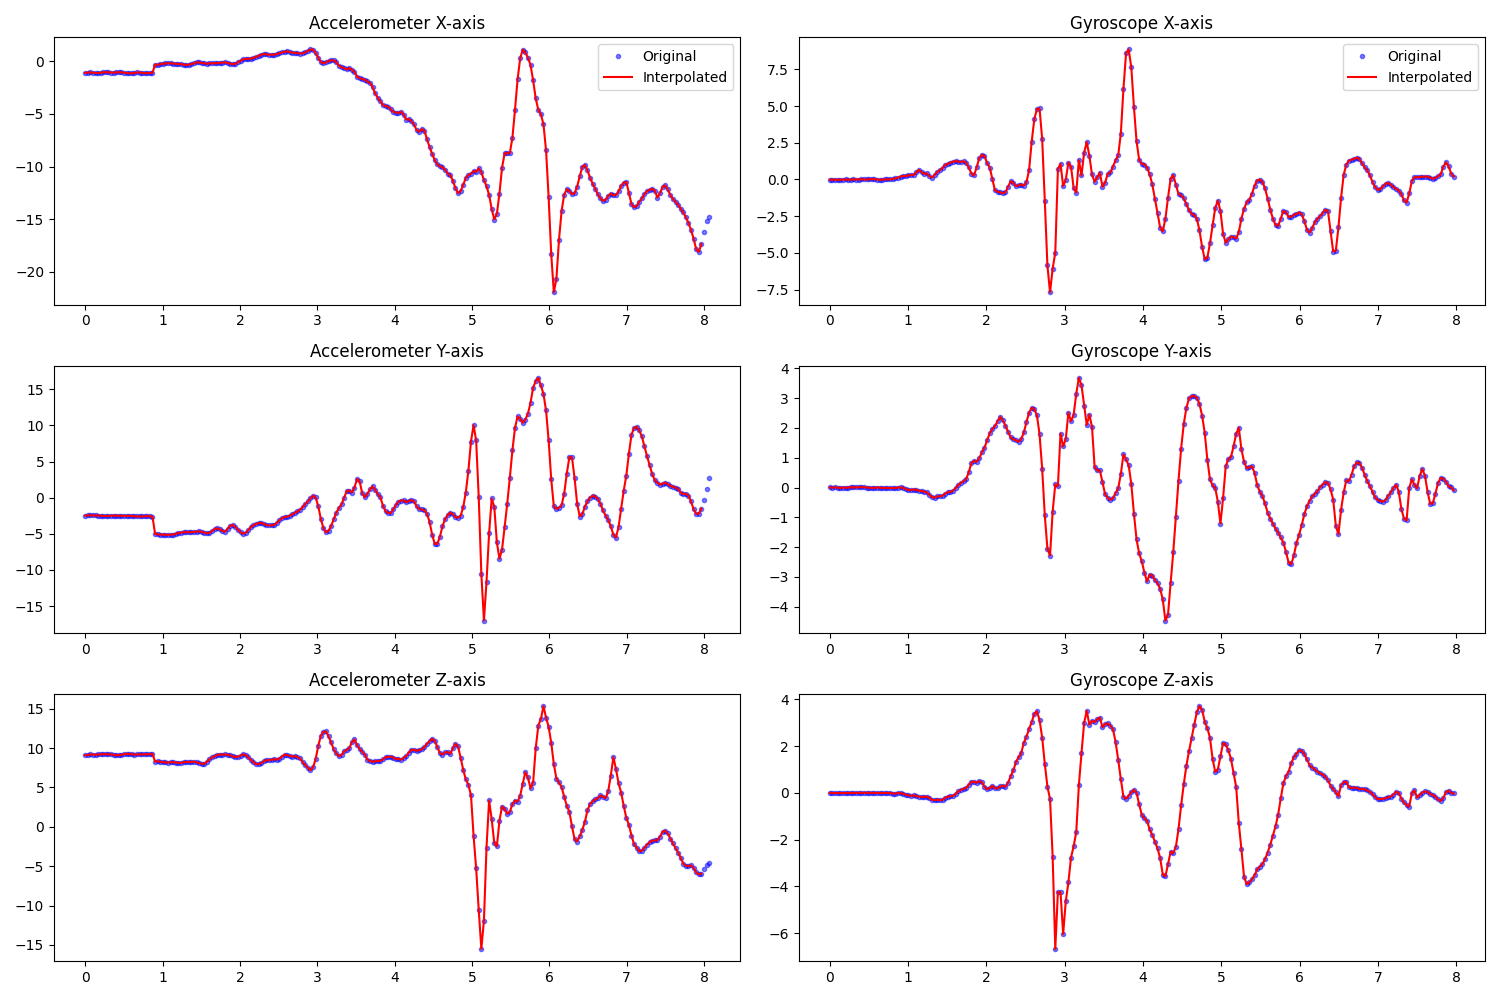 Accelerometer X-axis
Original
Interpolated
0
−5
−10
−15
−20
0 1 2 3 4 5 6 7 8
Gyroscope X-axis
Original
Interpolated
7.5
5.0
2.5
0.0
−2.5
−5.0
−7.5
0 1 2 3 4 5 6 7 8
Accelerometer Y-axis
15
10
5
0
−5
−10
−15
0 1 2 3 4 5 6 7 8
Gyroscope Y-axis
4
3
2
1
0
−1
−2
−3
−4
0 1 2 3 4 5 6 7 8
Accelerometer Z-axis
15
10
5
0
−5
−10
−15
0 1 2 3 4 5 6 7 8
Gyroscope Z-axis
4
2
0
−2
−4
−6
0 1 2 3 4 5 6 7 8